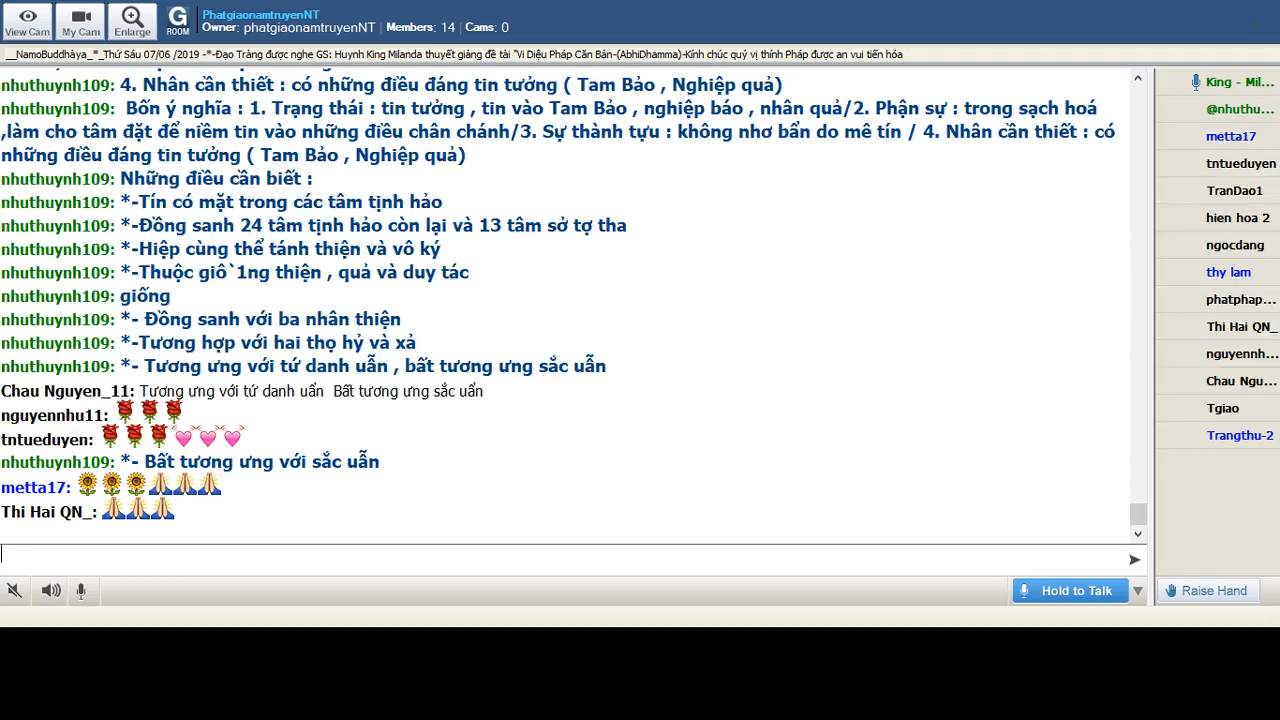 View Cam
My Cam
Enlarge
G
ROOM
PhatgiaonamtruyenNT
Owner: phatgiaonamtruyenNT | Members: 14 | Cams: 0
__NamoBuddhàya_*_Thứ Sáu 07/06 /2019 -*-Đạo Tràng được nghe GS: Huynh King Milanda thuyết giảng đề tài "Vi Diệu Pháp Căn Bản-(AbhiDhamma)-Kính chúc quý vị thính Pháp được an vui tiến hóa
nhuthuynh109: 4. Nhân cần thiết : có những điều đáng tin tưởng ( Tam Bảo , Nghiệp quả)
nhuthuynh109: Bốn ý nghĩa : 1. Trạng thái : tin tưởng , tin vào Tam Bảo , nghiệp báo , nhân quả/2. Phận sự : trong sạch hoá
,làm cho tâm đặt để niềm tin vào những điều chân chánh/3. Sự thành tựu : không nhơ bẩn do mê tín / 4. Nhân cần thiết : có
những điều đáng tin tưởng ( Tam Bảo , Nghiệp quả)
nhuthuynh109: Những điều cần biết :
nhuthuynh109: *-Tín có mặt trong các tâm tịnh hảo
nhuthuynh109: *-Đồng sanh 24 tâm tịnh hảo còn lại và 13 tâm sở tợ tha
nhuthuynh109: *-Hiệp cùng thể tánh thiện và vô ký
nhuthuynh109: *-Thuộc giô`1ng thiện , quả và duy tác
nhuthuynh109: giống
nhuthuynh109: *- Đồng sanh với ba nhân thiện
nhuthuynh109: *-Tương hợp với hai thọ hỷ và xả
nhuthuynh109: *- Tương ưng với tứ danh uẫn , bất tương ưng sắc uẫn
Chau Nguyen_11: Tương ưng với tứ danh uẩn Bất tương ưng sắc uẩn
nguyennhu11: 🌹🌹🌹
tntueduyen: 🌹🌹🌹💓💓💓
nhuthuynh109: *- Bất tương ưng với sắc uẫn
metta17: 🌻🌻🌻🙏🙏🙏
Thi Hai QN_: 🙏🙏🙏
Hold to Talk
King - Mil...
@nhuthu...
metta17
tntueduyen
TranDao1
hien hoa 2
ngocdang
thy lam
phatphap...
Thi Hai QN_
nguyennh...
Chau Ngu...
Tgiao
Trangthu-2
Raise Hand